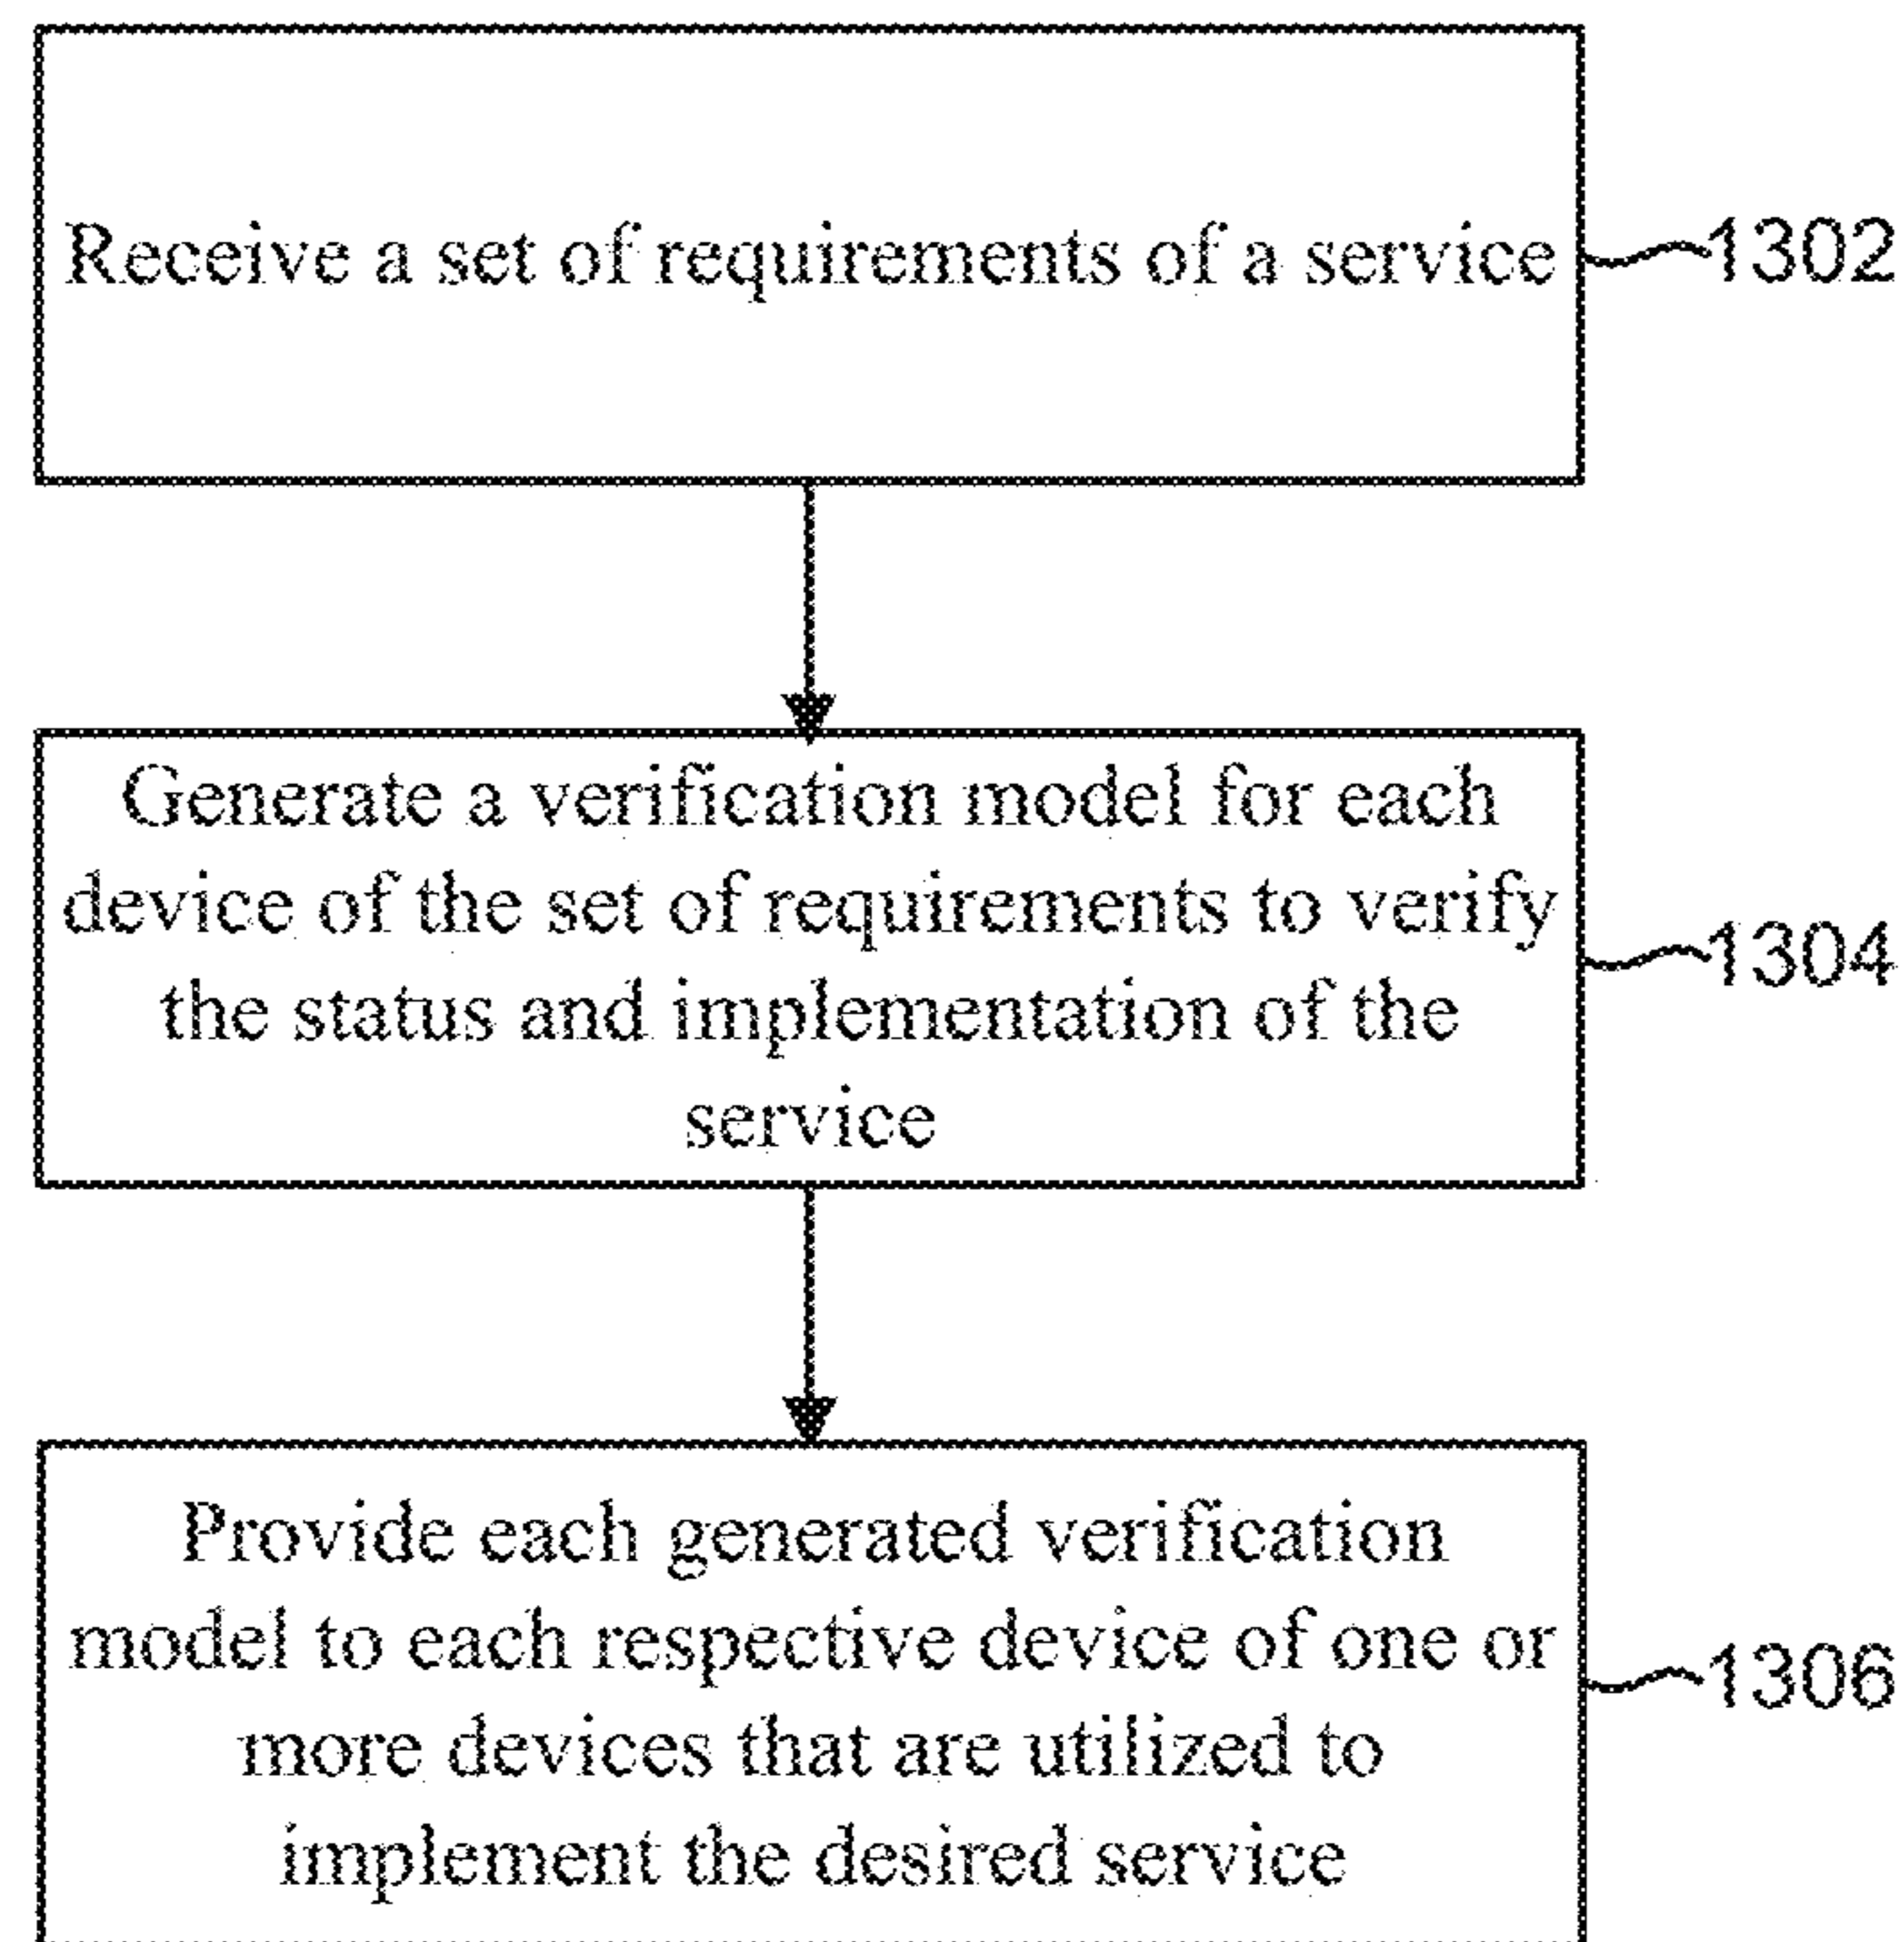 Receive a set of requirements of a service
1302
Generate a verification model for each
device of the set of requirements to verify
the status and implementation of the
service
1304
Provide each generated verification
model to each respective device of one or
more devices that are utilized to
implement the desired service
1306